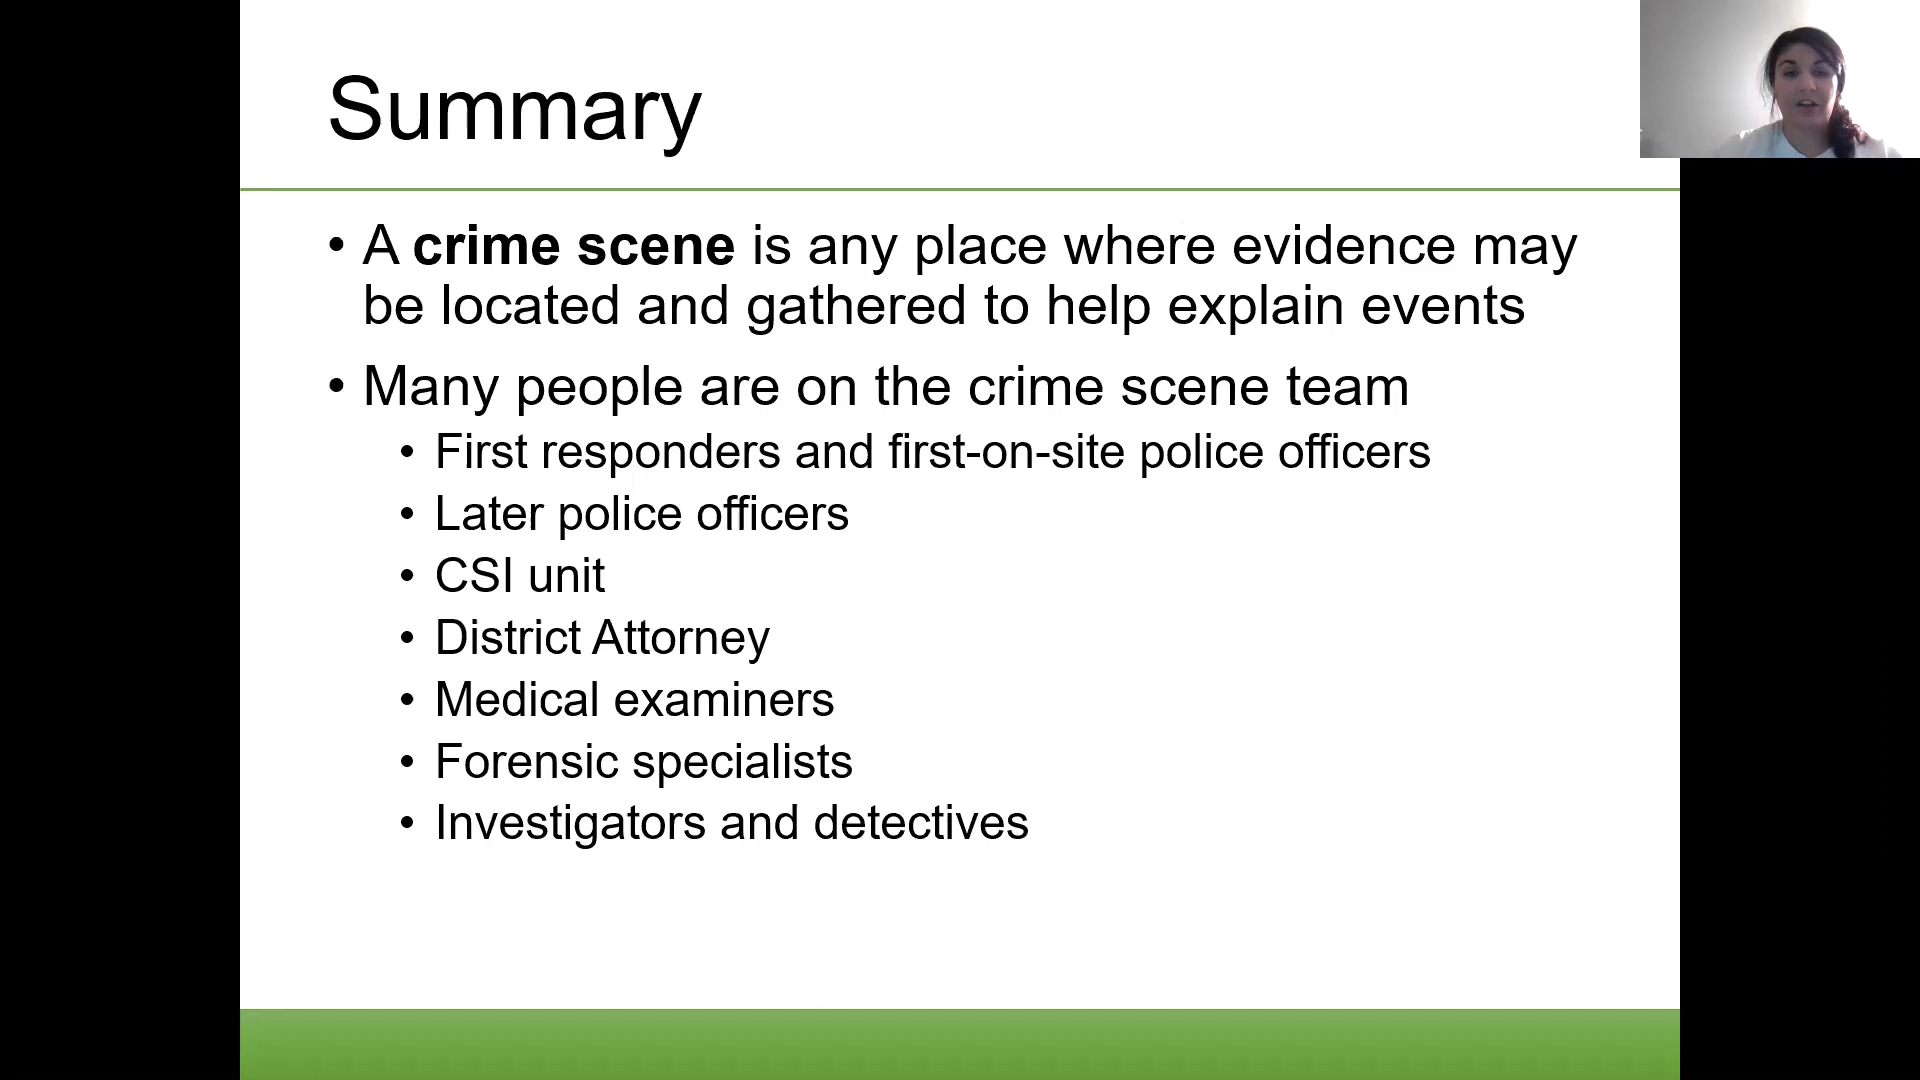 Summary
• A crime scene is any place where evidence may
be located and gathered to help explain events
• Many people are on the crime scene team
• First responders and first-on-site police officers
• Later police officers
• CSI unit
• District Attorney
• Medical examiners
• Forensic specialists
• Investigators and detectives